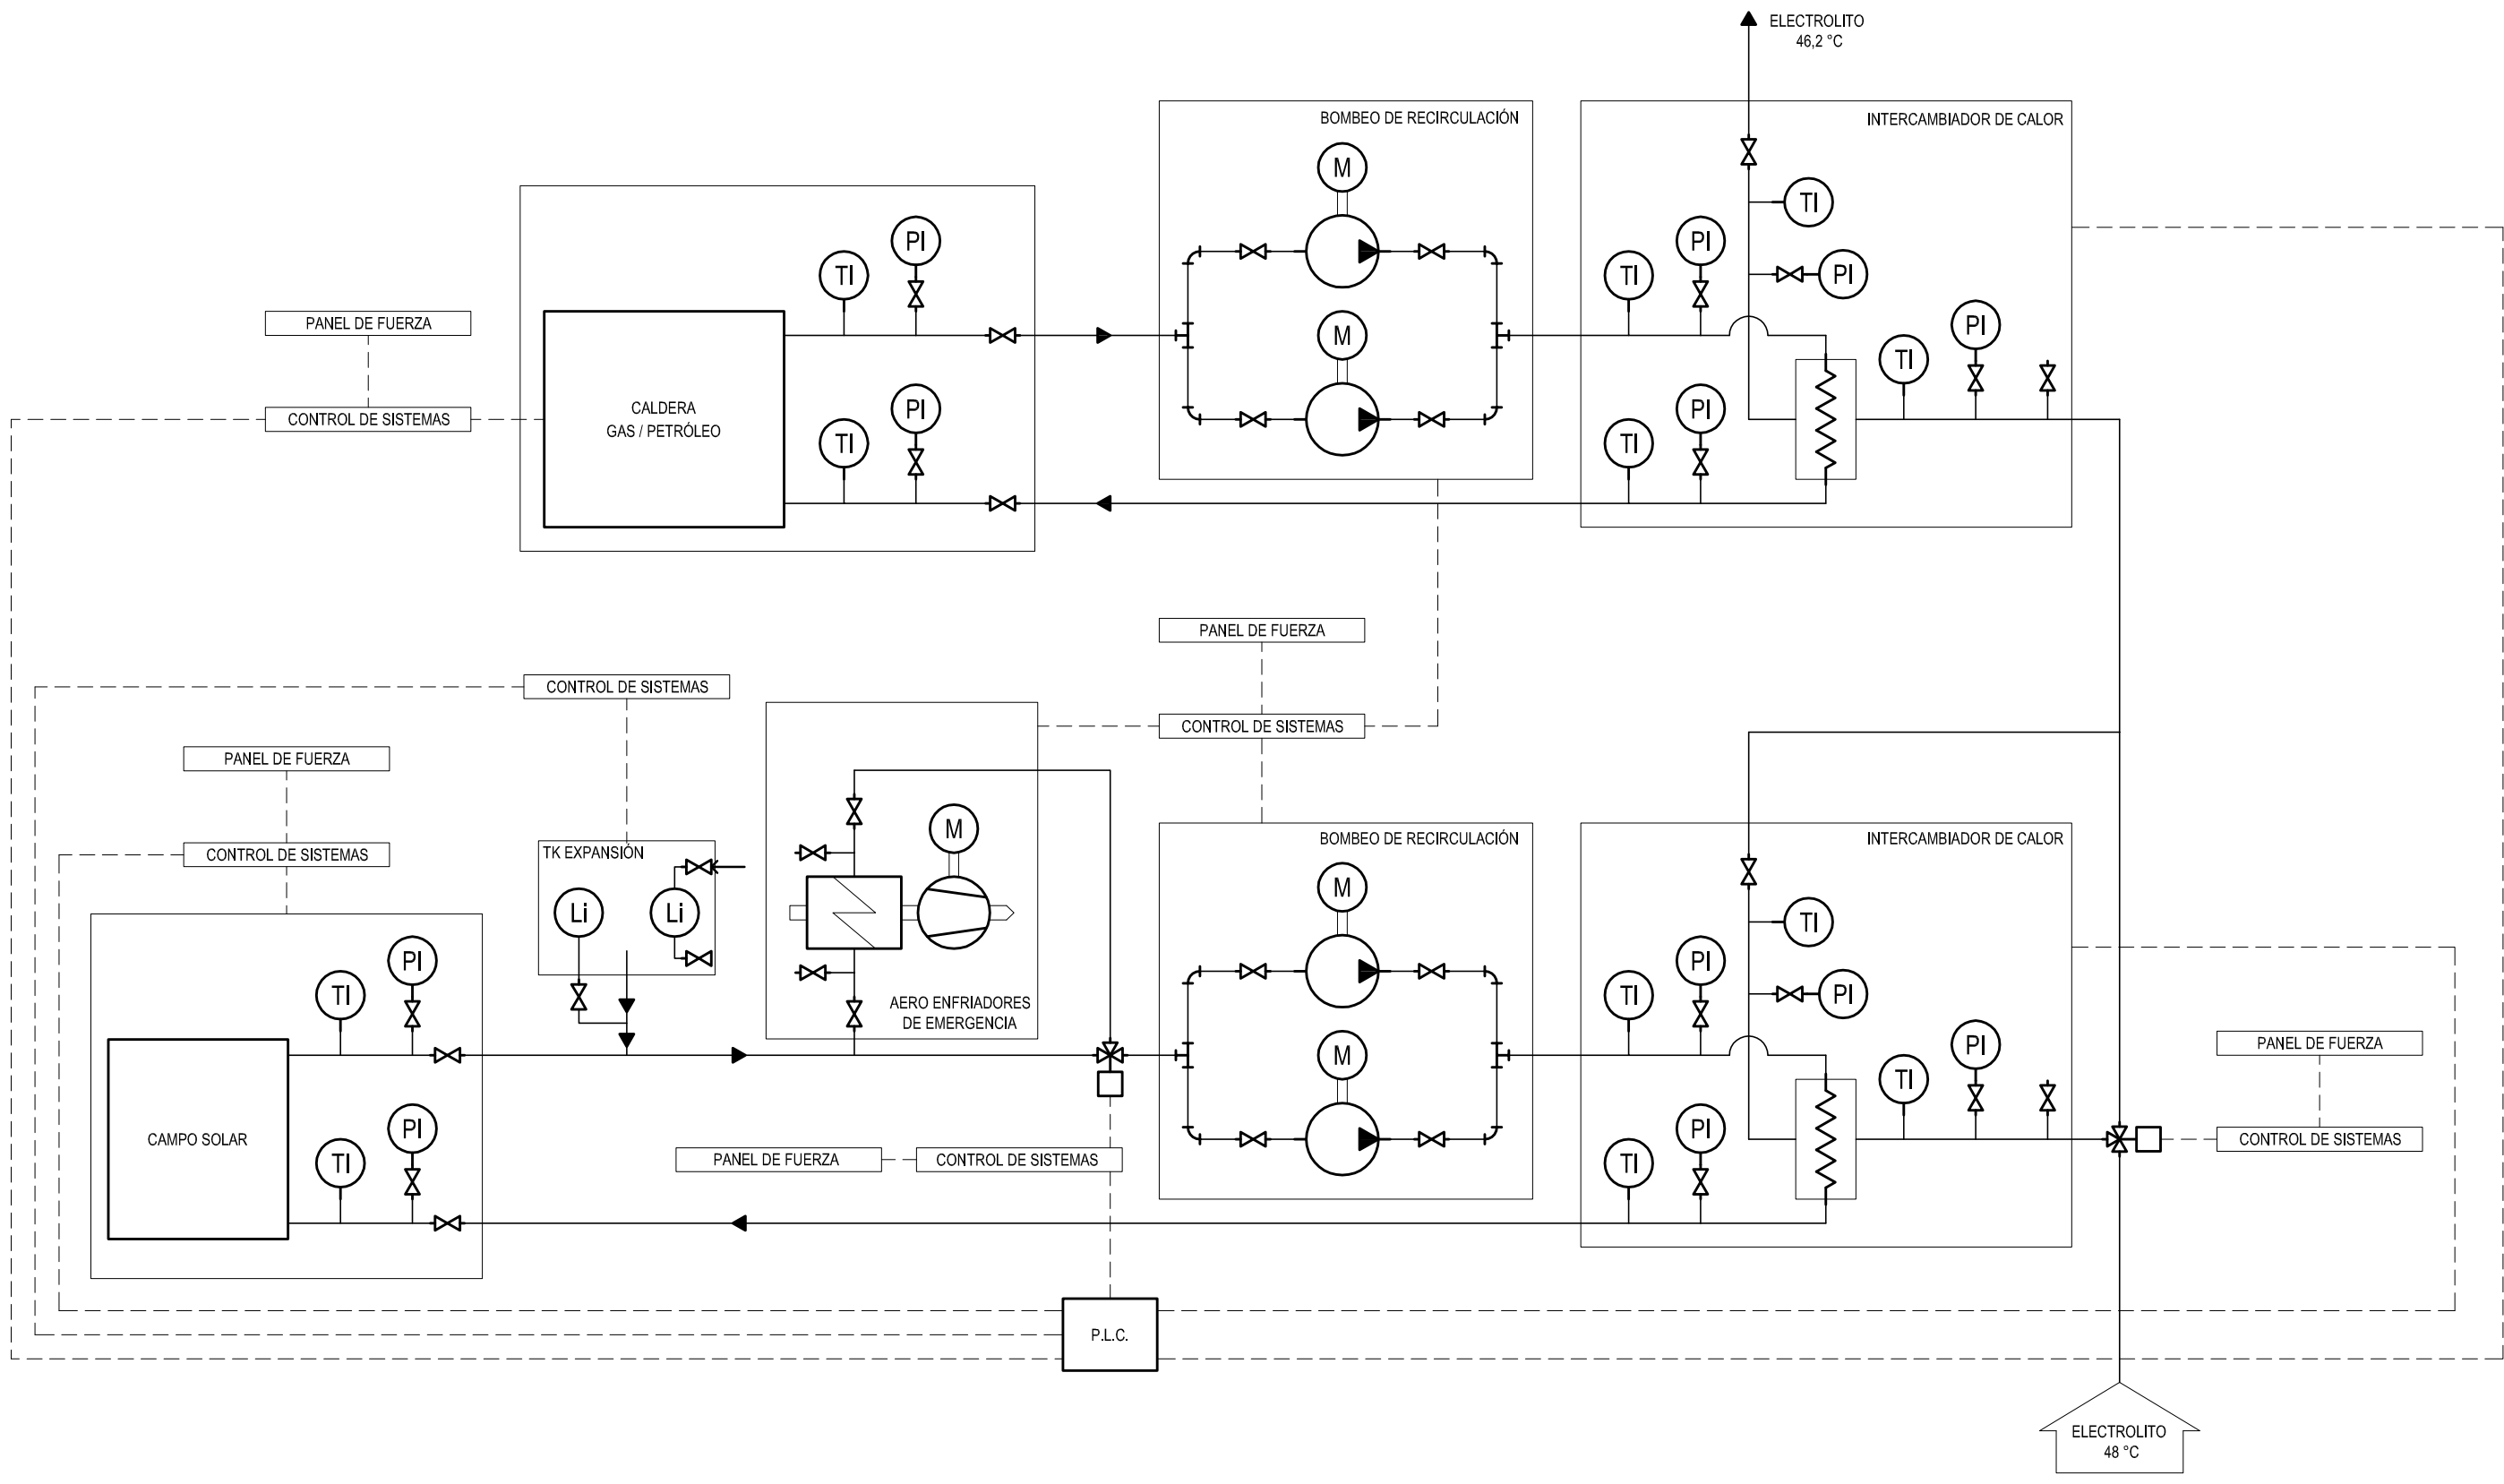 ELECTROLITO
46,2 °C
BOMBEO DE RECIRCULACIÓN
INTERCAMBIADOR DE CALOR
M
TI
PI
PI
TI
TI
PI
PI
PANEL DE FUERZA
M
PI
TI
CONTROL DE SISTEMAS
CALDERA
GAS / PETRÓLEO
PI
TI
PI
TI
PANEL DE FUERZA
CONTROL DE SISTEMAS
CONTROL DE SISTEMAS
PANEL DE FUERZA
CONTROL DE SISTEMAS
TK EXPANSIÓN
Li
Li
M
AERO ENFRIADORES
DE EMERGENCIA
BOMBEO DE RECIRCULACIÓN
INTERCAMBIADOR DE CALOR
M
TI
PI
PI
TI
PI
TI
M
PI
TI
PI
TI
PI
TI
CAMPO SOLAR
PANEL DE FUERZA
CONTROL DE SISTEMAS
PANEL DE FUERZA
CONTROL DE SISTEMAS
P.L.C.
ELECTROLITO
48 °C